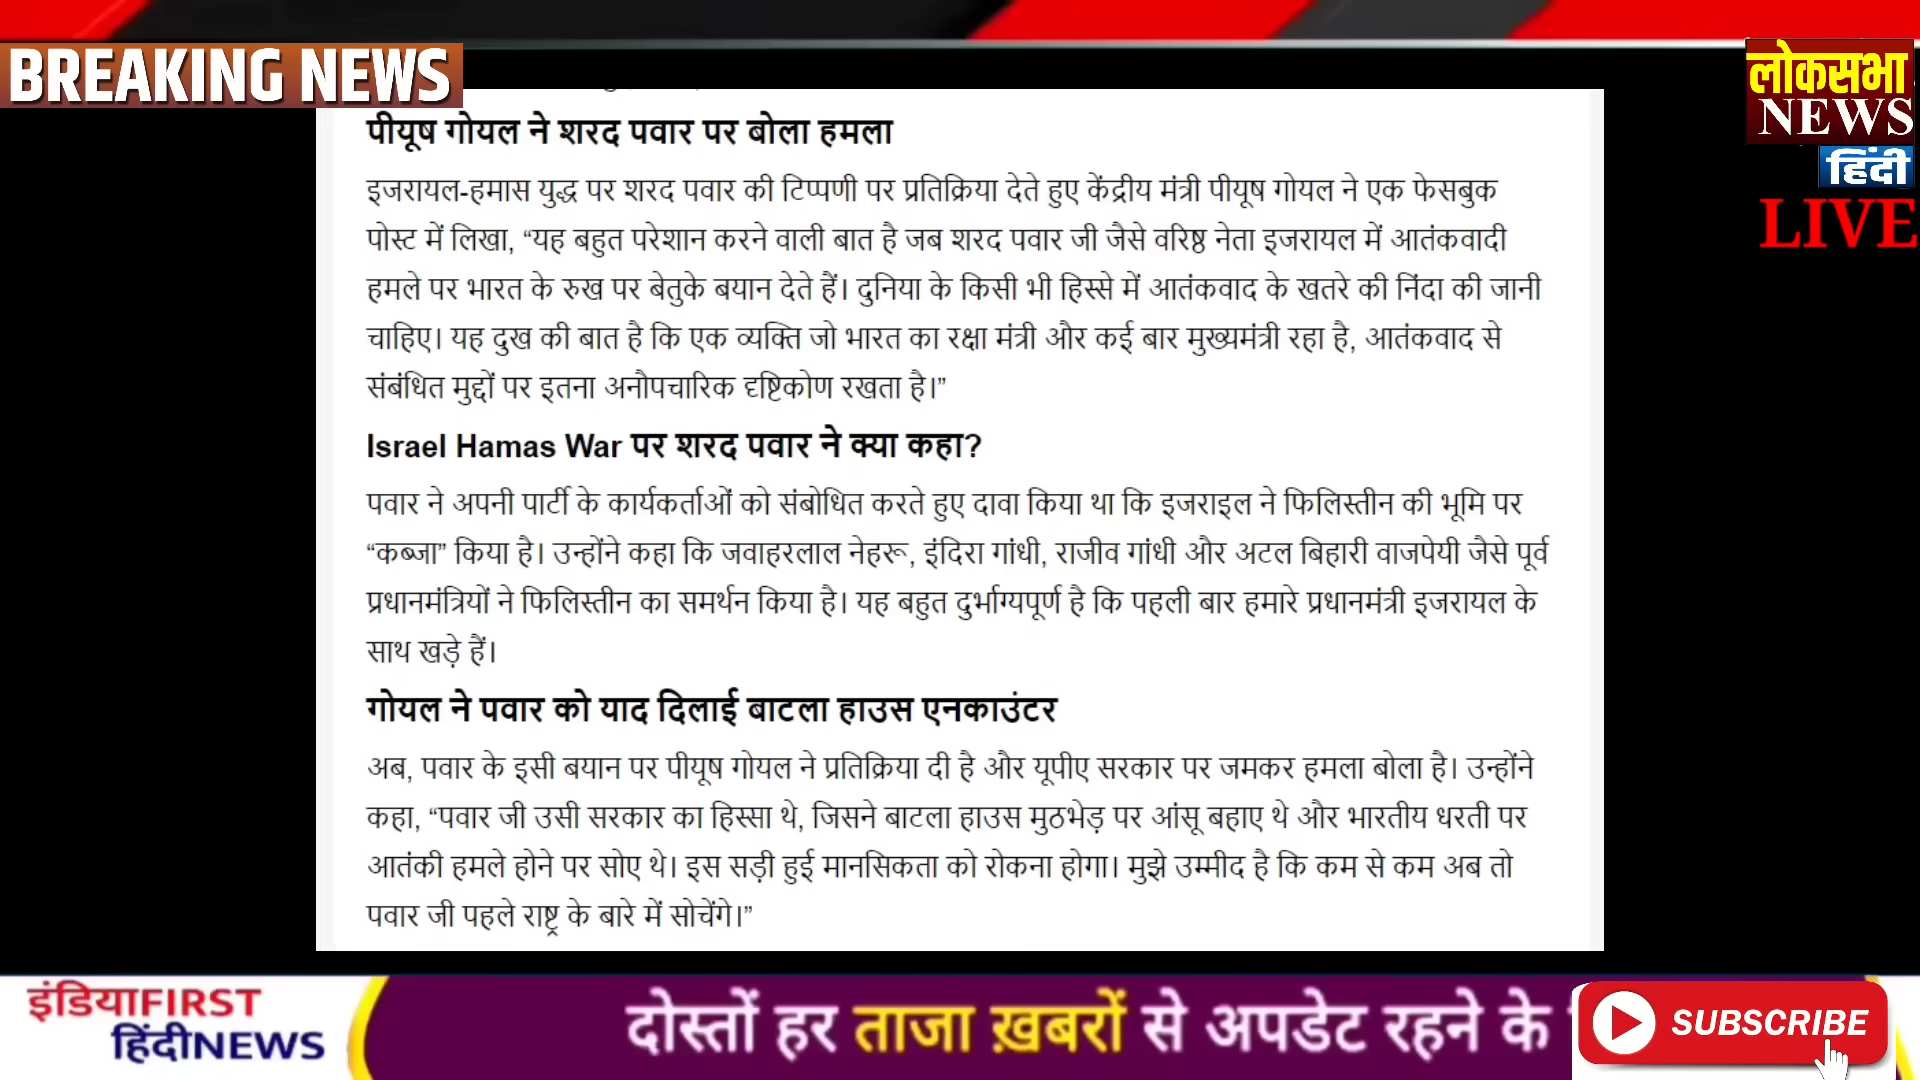 BREAKING NEWS
लोकसभा
NEWS
हिंदी
LIVE
पीयूष गोयल ने शरद पवार पर बोला हमला
इजरायल-हमास युद्ध पर शरद पवार की टिप्पणी पर प्रतिक्रिया देते हुए केंद्रीय मंत्री पीयूष गोयल ने एक फेसबुक
पोस्ट में लिखा, “यह बहुत परेशान करने वाली बात है जब शरद पवार जी जैसे वरिष्ठ नेता इजरायल में आतंकवादी
हमले पर भारत के रुख पर बेतुके बयान देते हैं। दुनिया के किसी भी हिस्से में आतंकवाद के खतरे की निंदा की जानी
चाहिए। यह दुख की बात है कि एक व्यक्ति जो भारत का रक्षा मंत्री और कई बार मुख्यमंत्री रहा है, आतंकवाद से
संबंधित मुद्दों पर इतना अनौपचारिक दृष्टिकोण रखता है।”
Israel Hamas War पर शरद पवार ने क्या कहा?
पवार ने अपनी पार्टी के कार्यकर्ताओं को संबोधित करते हुए दावा किया था कि इजराइल ने फिलिस्तीन की भूमि पर
“कब्जा” किया है। उन्होंने कहा कि जवाहरलाल नेहरू, इंदिरा गांधी, राजीव गांधी और अटल बिहारी वाजपेयी जैसे पूर्व
प्रधानमंत्रियों ने फिलिस्तीन का समर्थन किया है। यह बहुत दुर्भाग्यपूर्ण है कि पहली बार हमारे प्रधानमंत्री इजरायल के
साथ खड़े हैं।
गोयल ने पवार को याद दिलाई बाटला हाउस एनकाउंटर
अब, पवार के इसी बयान पर पीयूष गोयल ने प्रतिक्रिया दी है और यूपीए सरकार पर जमकर हमला बोला है। उन्होंने
कहा, “पवार जी उसी सरकार का हिस्सा थे, जिसने बाटला हाउस मुठभेड़ पर आंसू बहाए थे और भारतीय धरती पर
आतंकी हमले होने पर सोए थे। इस सड़ी हुई मानसिकता को रोकना होगा। मुझे उम्मीद है कि कम से कम अब तो
पवार जी पहले राष्ट्र के बारे में सोचेंगे।”
इंडियाFIRST
हिंदीNEWS
दोस्तों हर ताजा ख़बरों से अपडेट रहने के
SUBSCRIBE